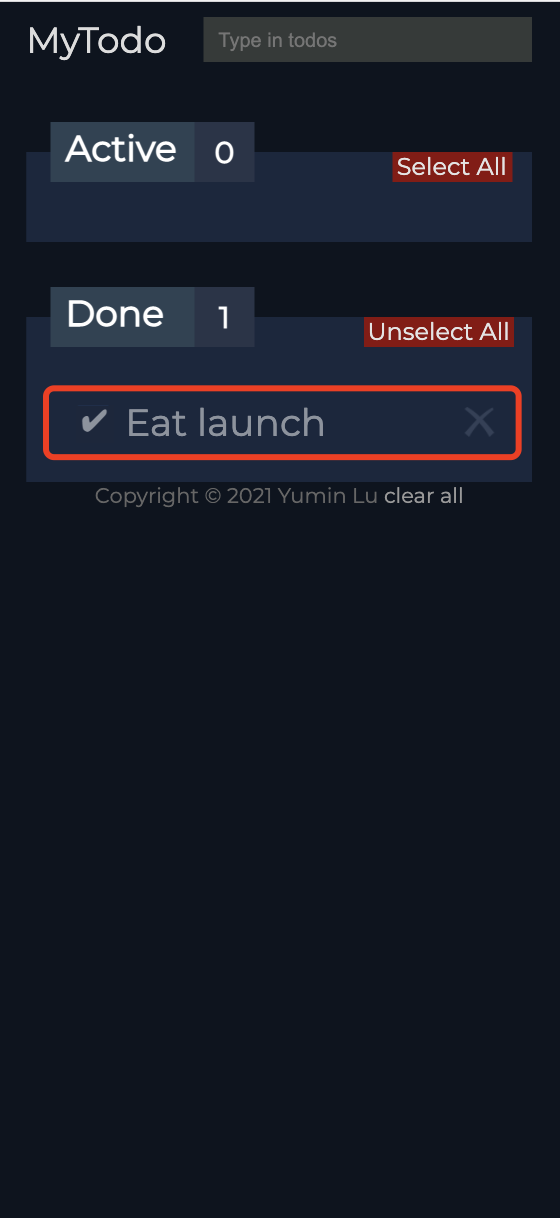 MyTodo Type in todos
Active 0 Select All
Done 1 Unselect All
✔ Eat launch ✕
Copyright © 2021 Yumin Lu clear all